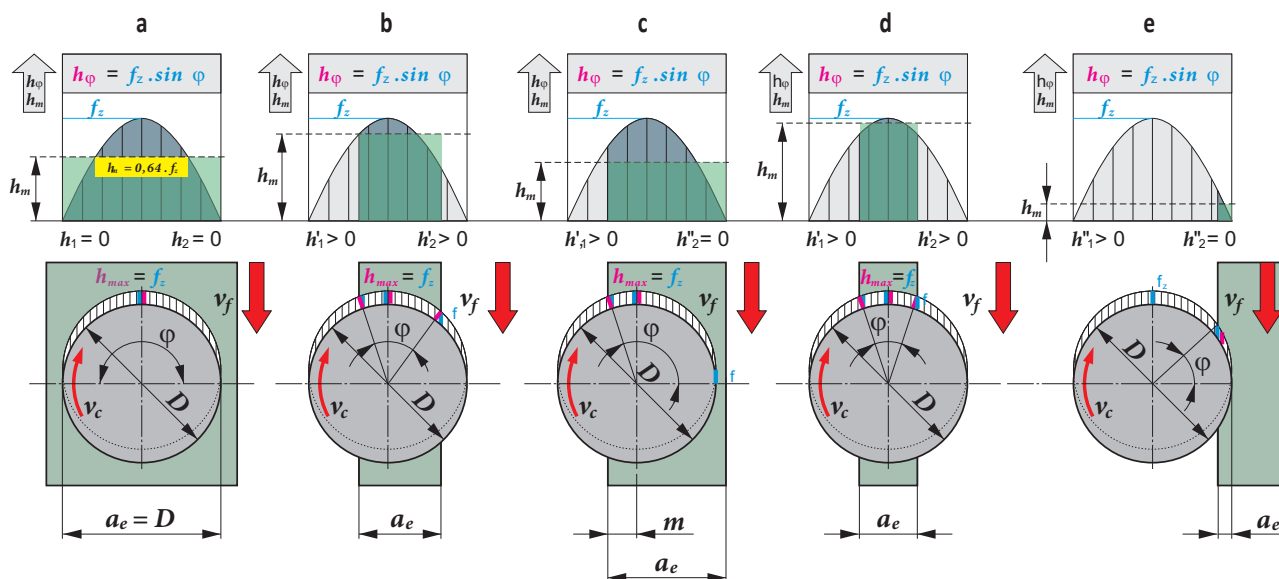 a b c d e
hφ hm hφ = fz . sin φ
hφ hm hφ = fz . sin φ
hφ hm hφ = fz . sin φ
hφ hm hφ = fz . sin φ
hφ hm hφ = fz . sin φ
fz fz fz fz fz
hm = 0,64 . fz
hm hm hm hm hm
h1 = 0 h2 = 0 h'1 > 0 h'2 > 0 h',1 > 0 h"2 = 0 h'1 > 0 h'2 > 0 h"1 > 0 h"2 = 0
hmax = fz hmax = fz hmax = fz hmax = fz fz
vf vf f vf vf f vf
φ φ φ φ φ
D D D f D D
vc vc vc vc vc
ae = D ae m ae ae
ae